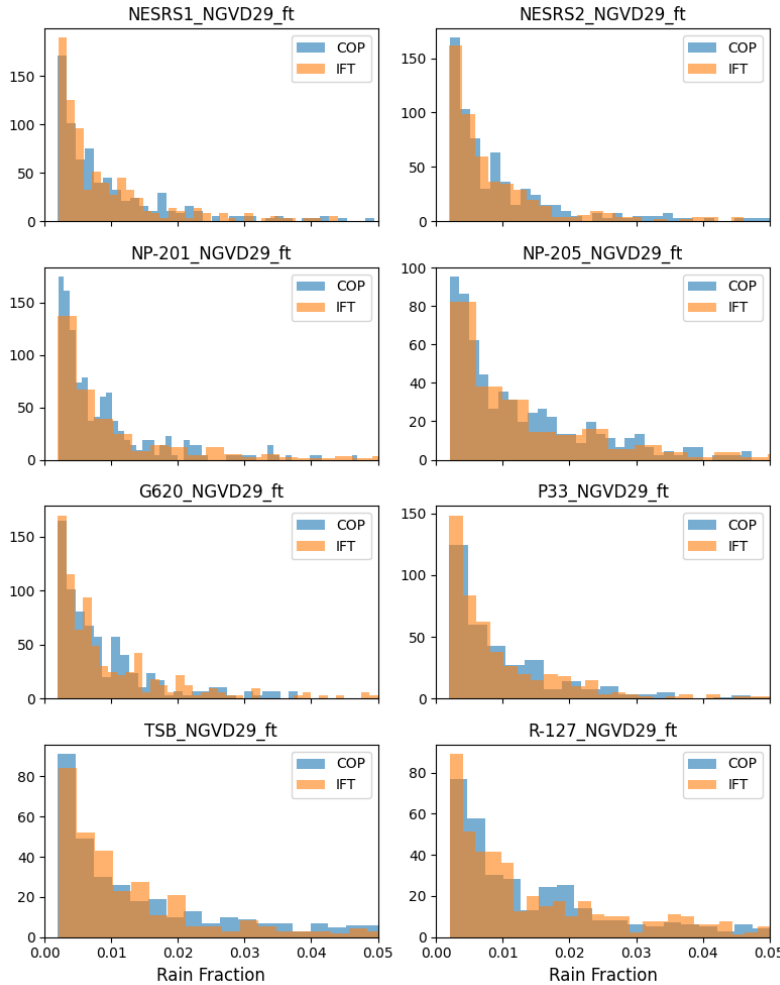 NESRS1_NGVD29_ft
NESRS2_NGVD29_ft
150
100
50
0
COP
IFT
150
100
50
0
COP
IFT
NP-201_NGVD29_ft
NP-205_NGVD29_ft
150
100
50
0
COP
IFT
100
80
60
40
20
0
COP
IFT
G620_NGVD29_ft
P33_NGVD29_ft
150
100
50
0
COP
IFT
150
100
50
0
COP
IFT
TSB_NGVD29_ft
R-127_NGVD29_ft
80
60
40
20
0
COP
IFT
80
60
40
20
0
COP
IFT
0.00 0.01 0.02 0.03 0.04 0.05
0.00 0.01 0.02 0.03 0.04 0.05
Rain Fraction
Rain Fraction